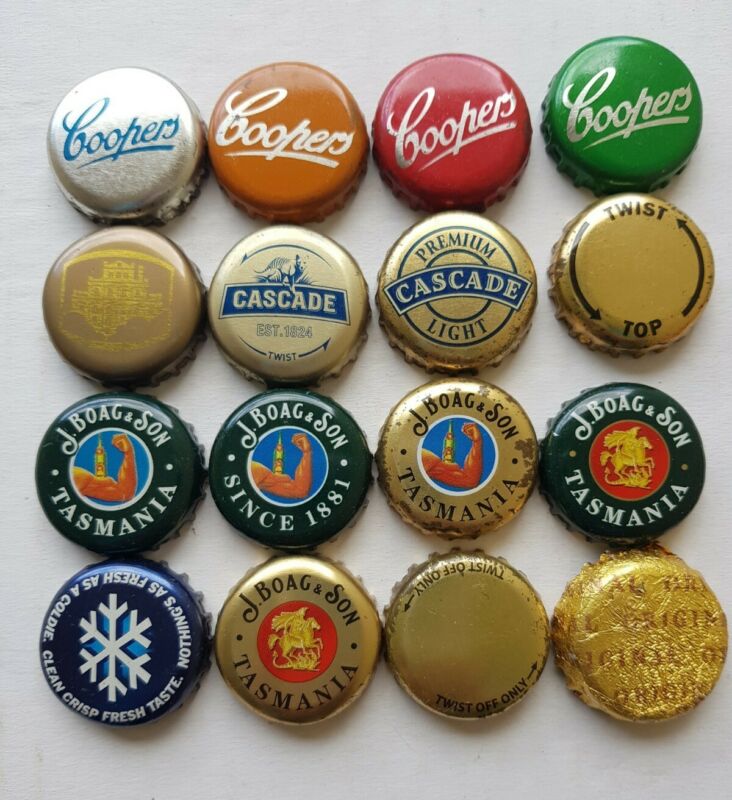 Coopers
Coopers
Coopers
Coopers
CASCADE
EST.1824
TWIST
PREMIUM
CASCADE
LIGHT
TWIST
TOP
J. BOAG & SON
· TASMANIA ·
J. BOAG & SON
· SINCE 1881 ·
J. BOAG & SON
· TASMANIA ·
J. BOAG & SON
· TASMANIA ·
NOTHING'S AS FRESH AS A COLDIE.
CLEAN CRISP FRESH TASTE.
J. BOAG & SON
· TASMANIA ·
TWIST OFF ONLY
TWIST OFF ONLY
ORIGIN
ORIGI